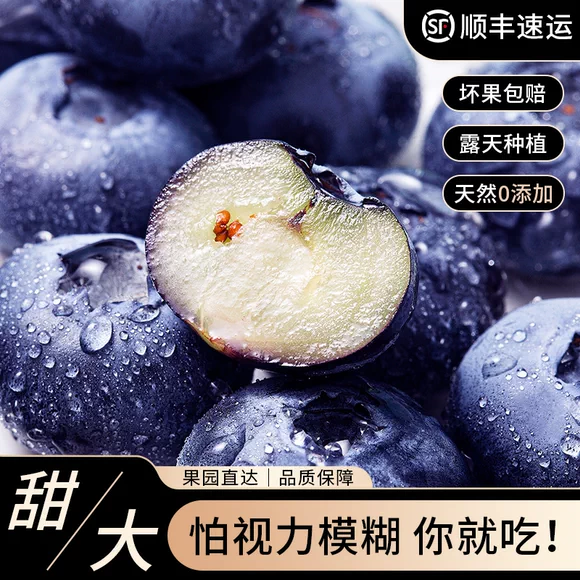 SF 顺丰速运
坏果包赔
露天种植
天然0添加
果园直达｜品质保障
甜/大
怕视力模糊 你就吃！